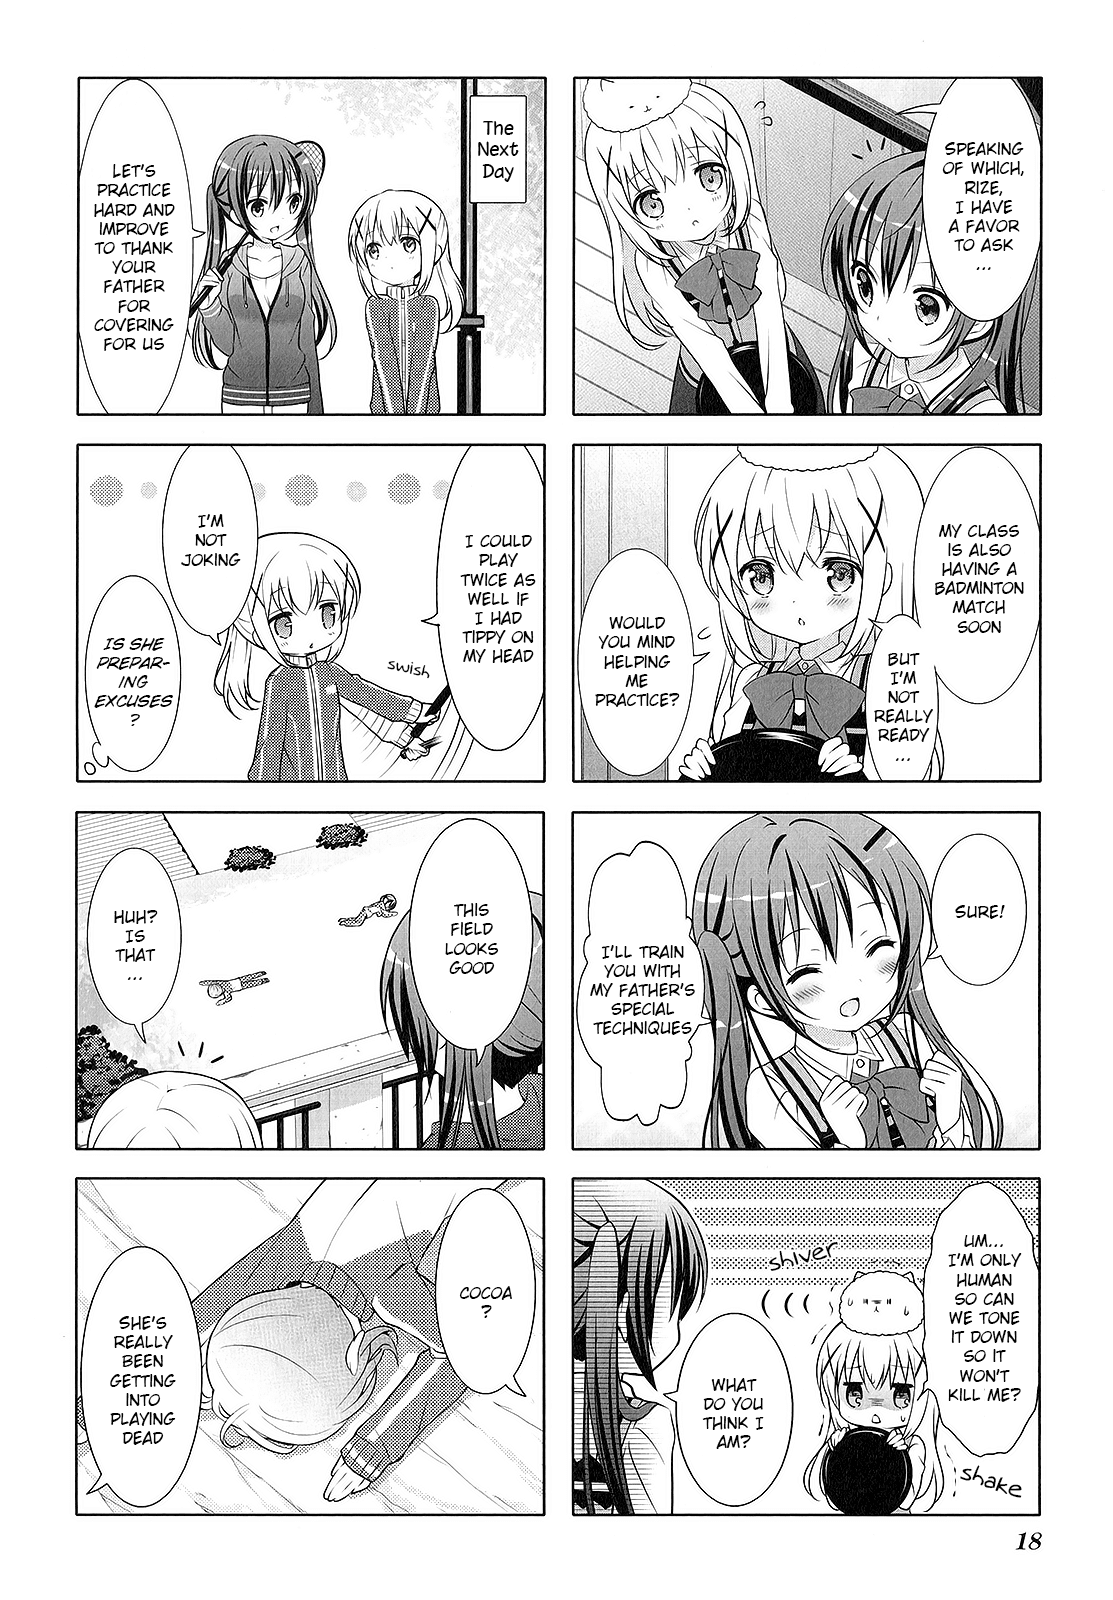 SPEAKING
OF WHICH,
RIZE,
I HAVE
A FAVOR
TO ASK
...
MY CLASS
IS ALSO
HAVING A
BADMINTON
MATCH
SOON
BUT
I'M
NOT
REALLY
READY
...
WOULD
YOU MIND
HELPING
ME
PRACTICE?
SURE!
I'LL TRAIN
YOU WITH
MY FATHER'S
SPECIAL
TECHNIQUES
UM...
I'M ONLY
HUMAN
SO CAN
WE TONE
IT DOWN
SO IT
WON'T
KILL ME?
shiver
shake
WHAT
DO YOU
THINK I
AM?
The
Next
Day
LET'S
PRACTICE
HARD AND
IMPROVE
TO THANK
YOUR
FATHER
FOR
COVERING
FOR US
I COULD
PLAY
TWICE AS
WELL IF
I HAD
TIPPY ON
MY HEAD
swish
I'M
NOT
JOKING
IS SHE
PREPAR-
ING
EXCUSES
?
THIS
FIELD
LOOKS
GOOD
HUH?
IS
THAT
...
COCOA
?
SHE'S
REALLY
BEEN
GETTING
INTO
PLAYING
DEAD
18